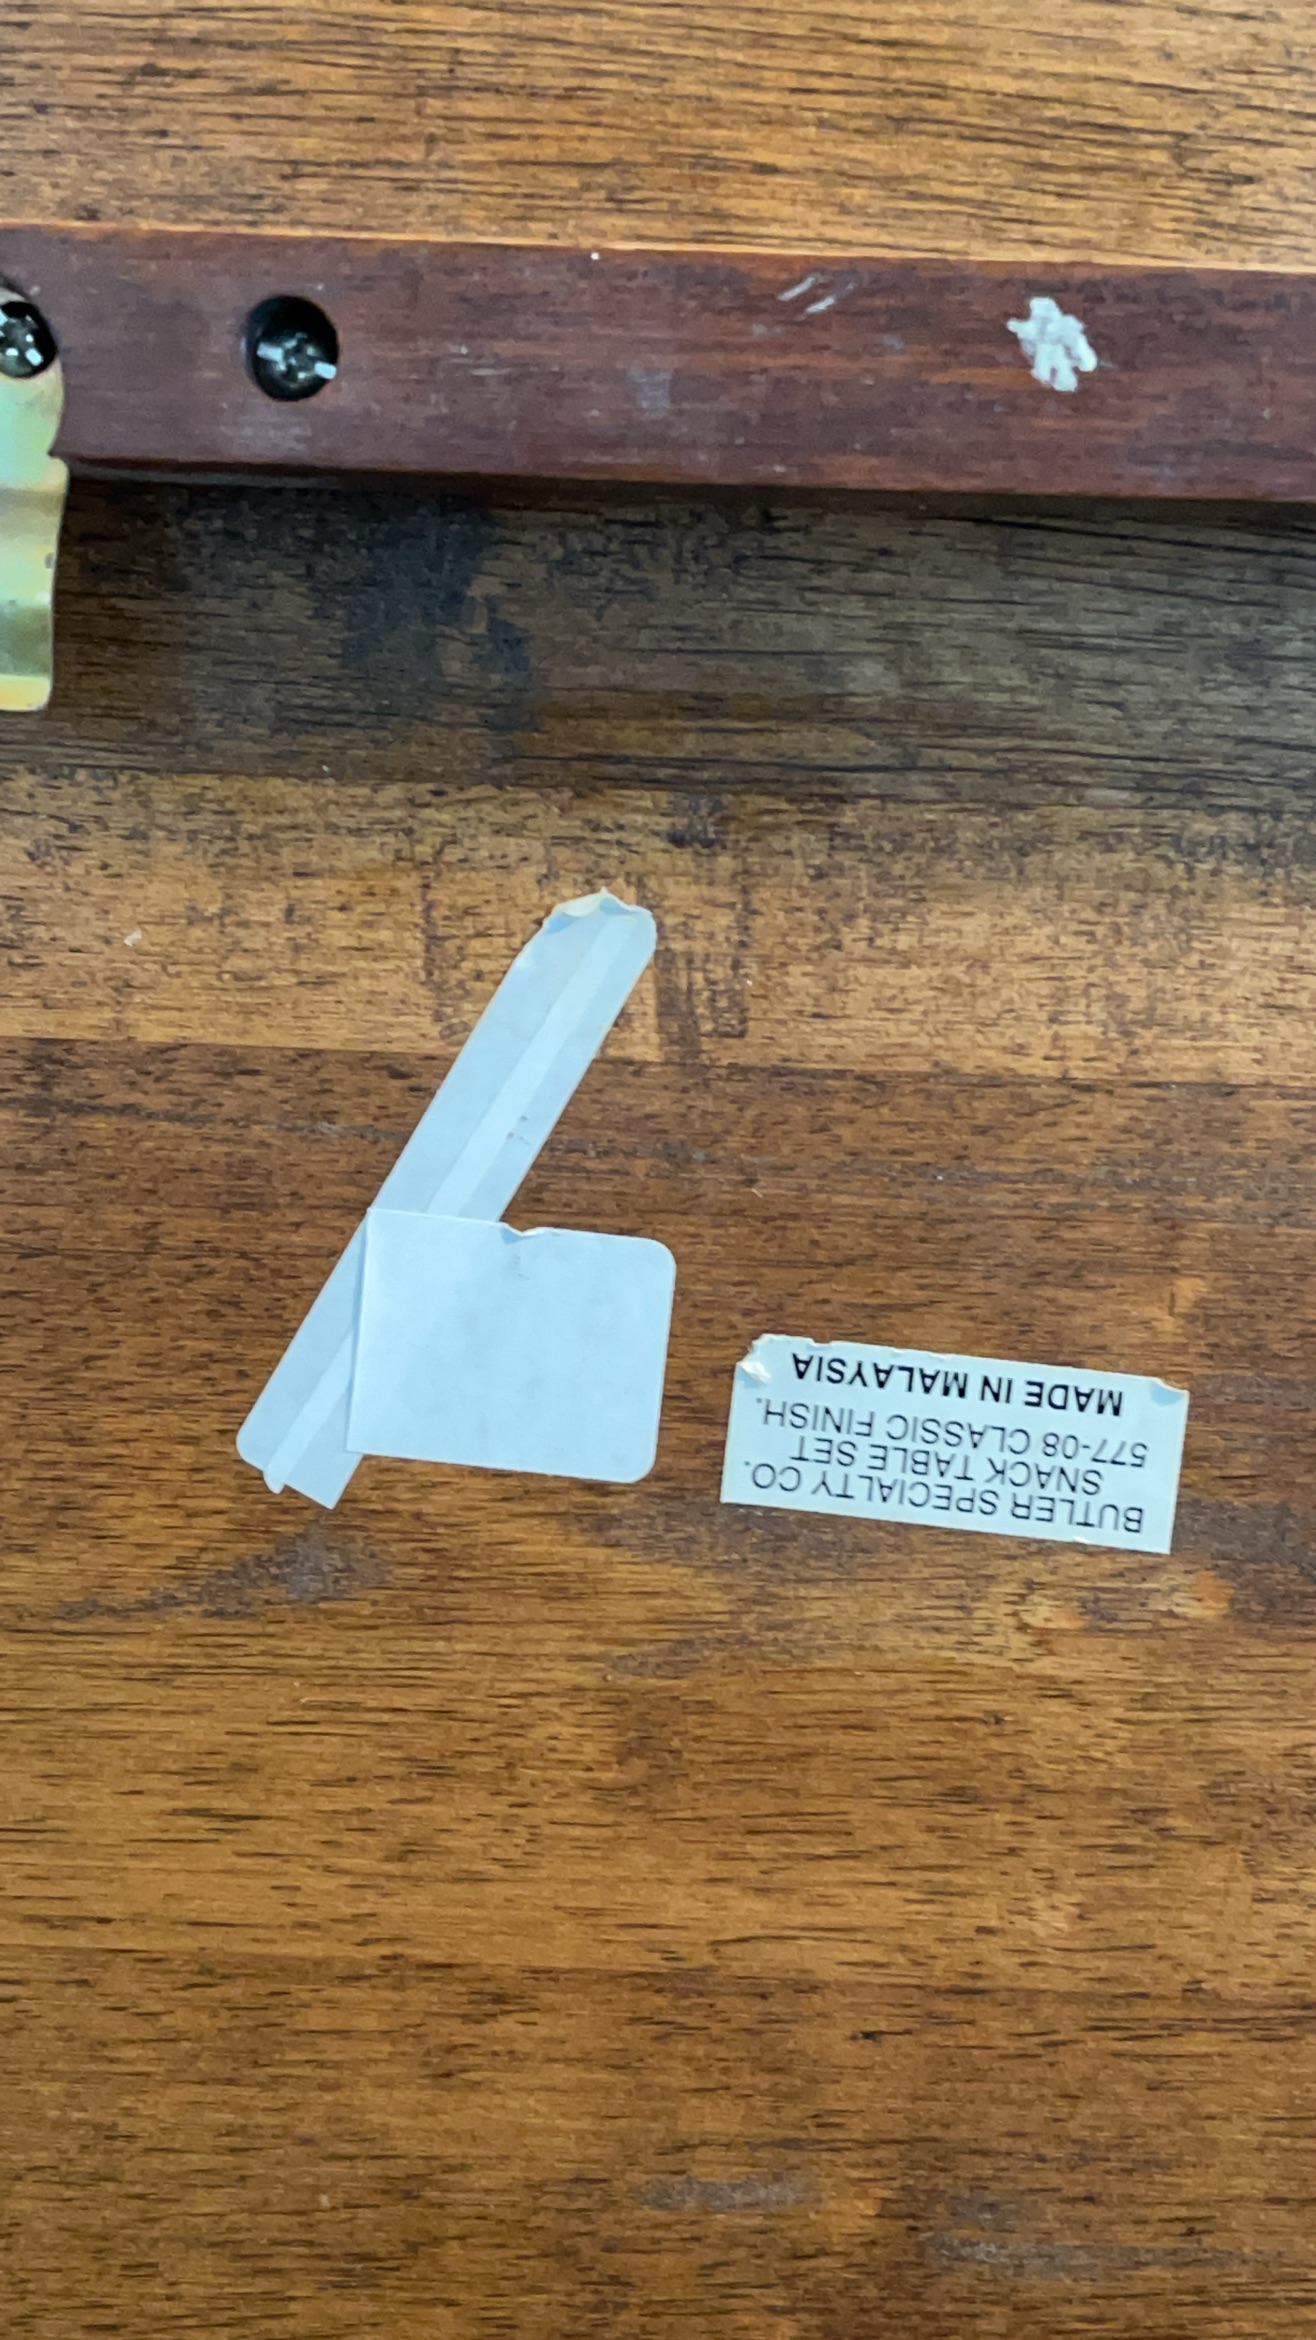 BUTLER SPECIALTY CO.
SNACK TABLE SET
577-08 CLASSIC FINISH.
MADE IN MALAYSIA